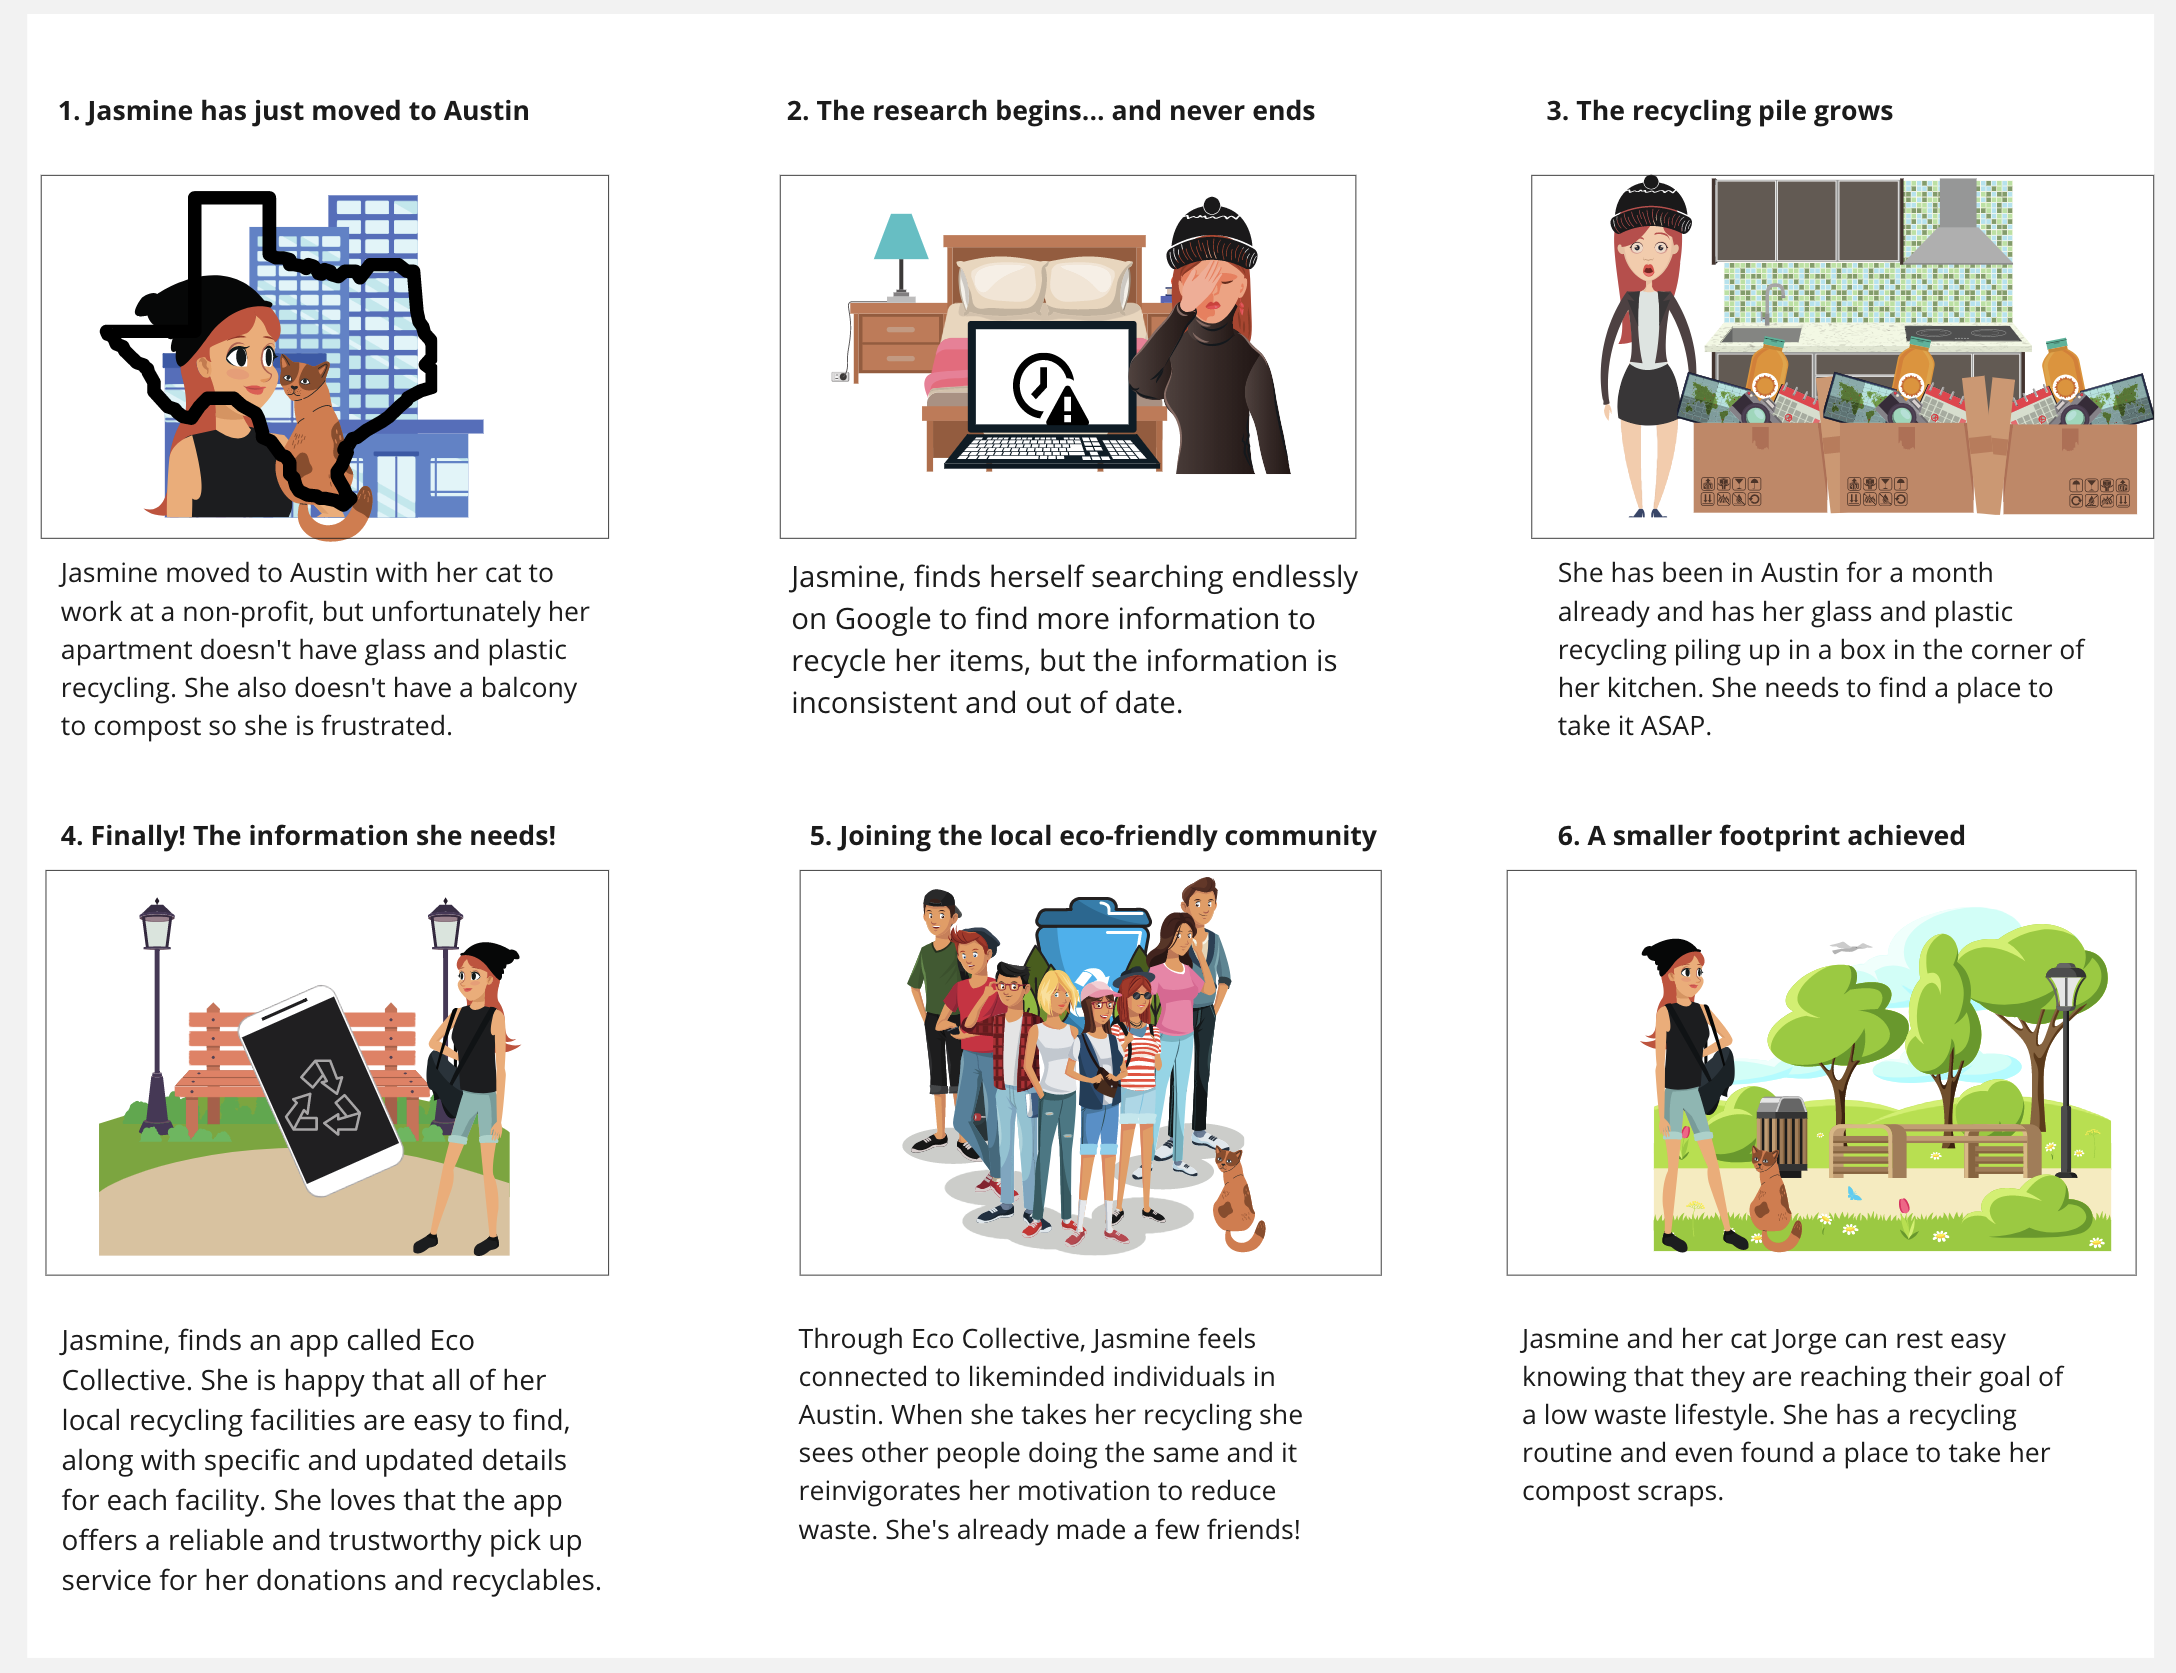 1. Jasmine has just moved to Austin
Jasmine moved to Austin with her cat to
work at a non-profit, but unfortunately her
apartment doesn't have glass and plastic
recycling. She also doesn't have a balcony
to compost so she is frustrated.
2. The research begins... and never ends
Jasmine, finds herself searching endlessly
on Google to find more information to
recycle her items, but the information is
inconsistent and out of date.
3. The recycling pile grows
She has been in Austin for a month
already and has her glass and plastic
recycling piling up in a box in the corner of
her kitchen. She needs to find a place to
take it ASAP.
4. Finally! The information she needs!
Jasmine, finds an app called Eco
Collective. She is happy that all of her
local recycling facilities are easy to find,
along with specific and updated details
for each facility. She loves that the app
offers a reliable and trustworthy pick up
service for her donations and recyclables.
5. Joining the local eco-friendly community
Through Eco Collective, Jasmine feels
connected to likeminded individuals in
Austin. When she takes her recycling she
sees other people doing the same and it
reinvigorates her motivation to reduce
waste. She's already made a few friends!
6. A smaller footprint achieved
Jasmine and her cat Jorge can rest easy
knowing that they are reaching their goal of
a low waste lifestyle. She has a recycling
routine and even found a place to take her
compost scraps.